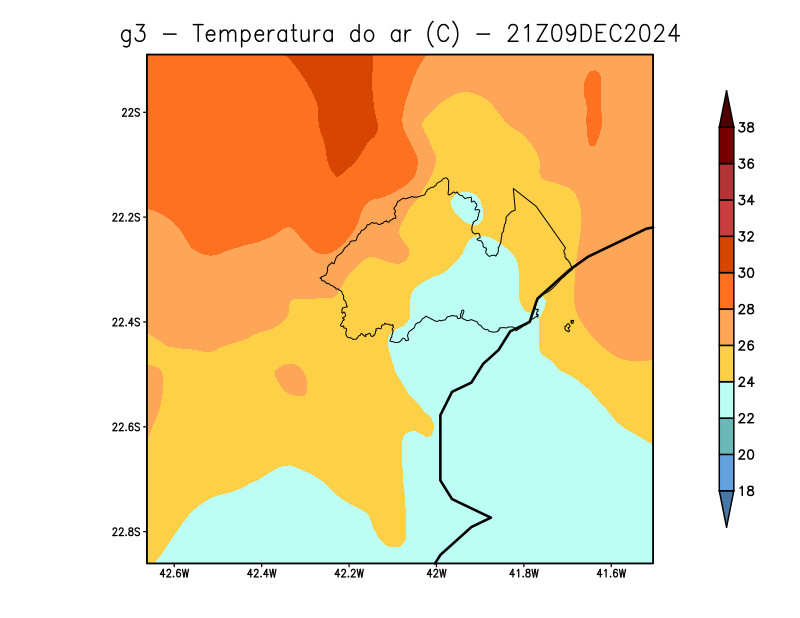 g3 - Temperatura do ar (C) - 21Z09DEC2024
22S
22.2S
22.4S
22.6S
22.8S
42.6W
42.4W
42.2W
42W
41.8W
41.6W
38
36
34
32
30
28
26
24
22
20
18